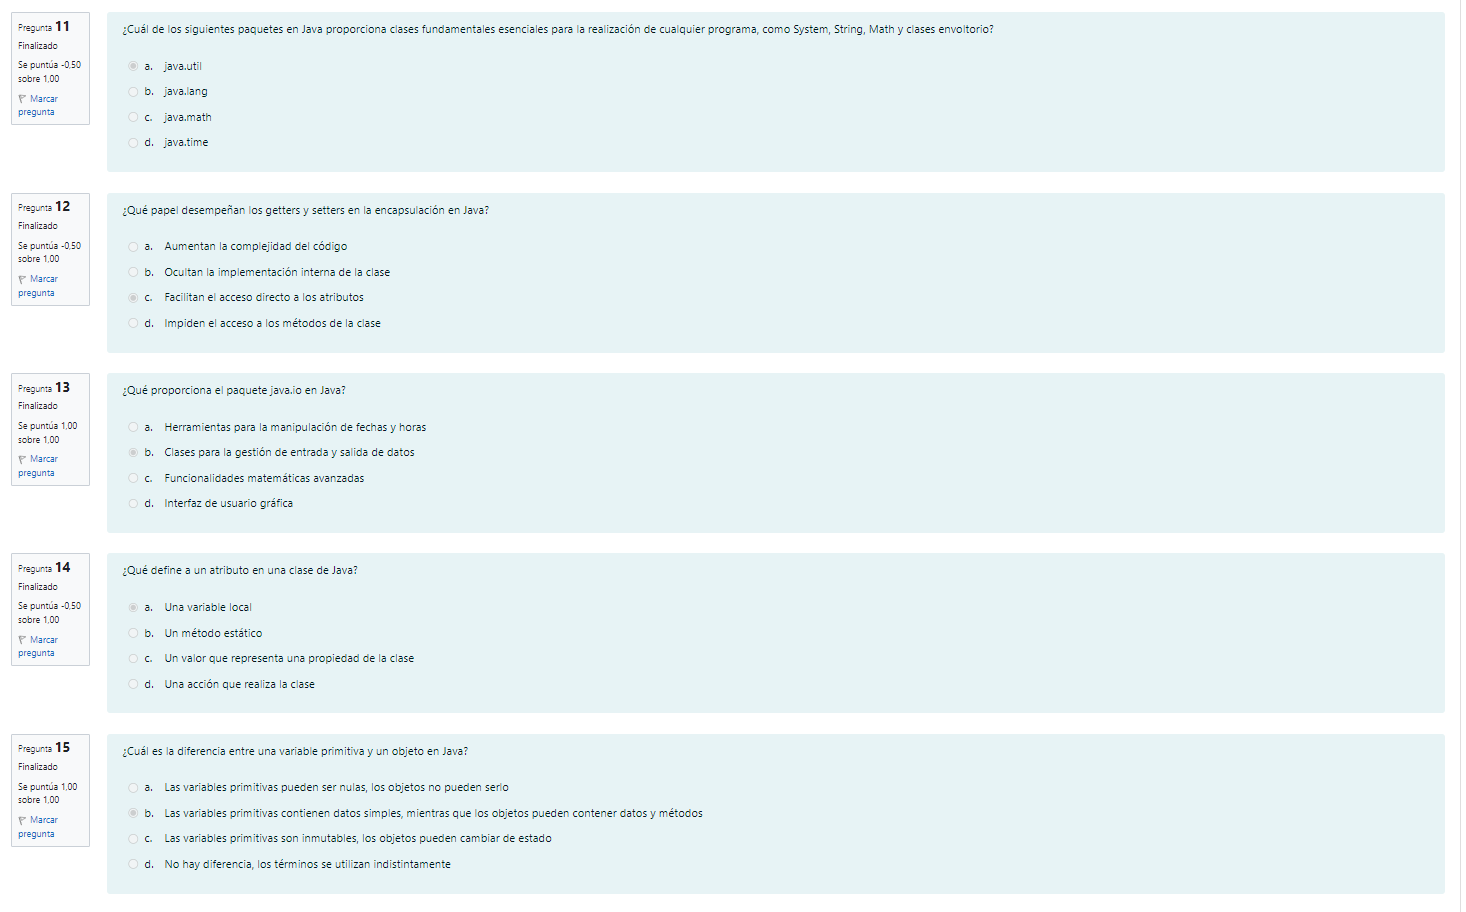 Pregunta 11
Finalizado
Se puntúa -0,50
sobre 1,00
Marcar
pregunta
¿Cuál de los siguientes paquetes en Java proporciona clases fundamentales esenciales para la realización de cualquier programa, como System, String, Math y clases envoltorio?
a. java.util
b. java.lang
c. java.math
d. java.time
Pregunta 12
Finalizado
Se puntúa -0,50
sobre 1,00
Marcar
pregunta
¿Qué papel desempeñan los getters y setters en la encapsulación en Java?
a. Aumentan la complejidad del código
b. Ocultan la implementación interna de la clase
c. Facilitan el acceso directo a los atributos
d. Impiden el acceso a los métodos de la clase
Pregunta 13
Finalizado
Se puntúa 1,00
sobre 1,00
Marcar
pregunta
¿Qué proporciona el paquete java.io en Java?
a. Herramientas para la manipulación de fechas y horas
b. Clases para la gestión de entrada y salida de datos
c. Funcionalidades matemáticas avanzadas
d. Interfaz de usuario gráfica
Pregunta 14
Finalizado
Se puntúa -0,50
sobre 1,00
Marcar
pregunta
¿Qué define a un atributo en una clase de Java?
a. Una variable local
b. Un método estático
c. Un valor que representa una propiedad de la clase
d. Una acción que realiza la clase
Pregunta 15
Finalizado
Se puntúa 1,00
sobre 1,00
Marcar
pregunta
¿Cuál es la diferencia entre una variable primitiva y un objeto en Java?
a. Las variables primitivas pueden ser nulas, los objetos no pueden serlo
b. Las variables primitivas contienen datos simples, mientras que los objetos pueden contener datos y métodos
c. Las variables primitivas son inmutables, los objetos pueden cambiar de estado
d. No hay diferencia, los términos se utilizan indistintamente